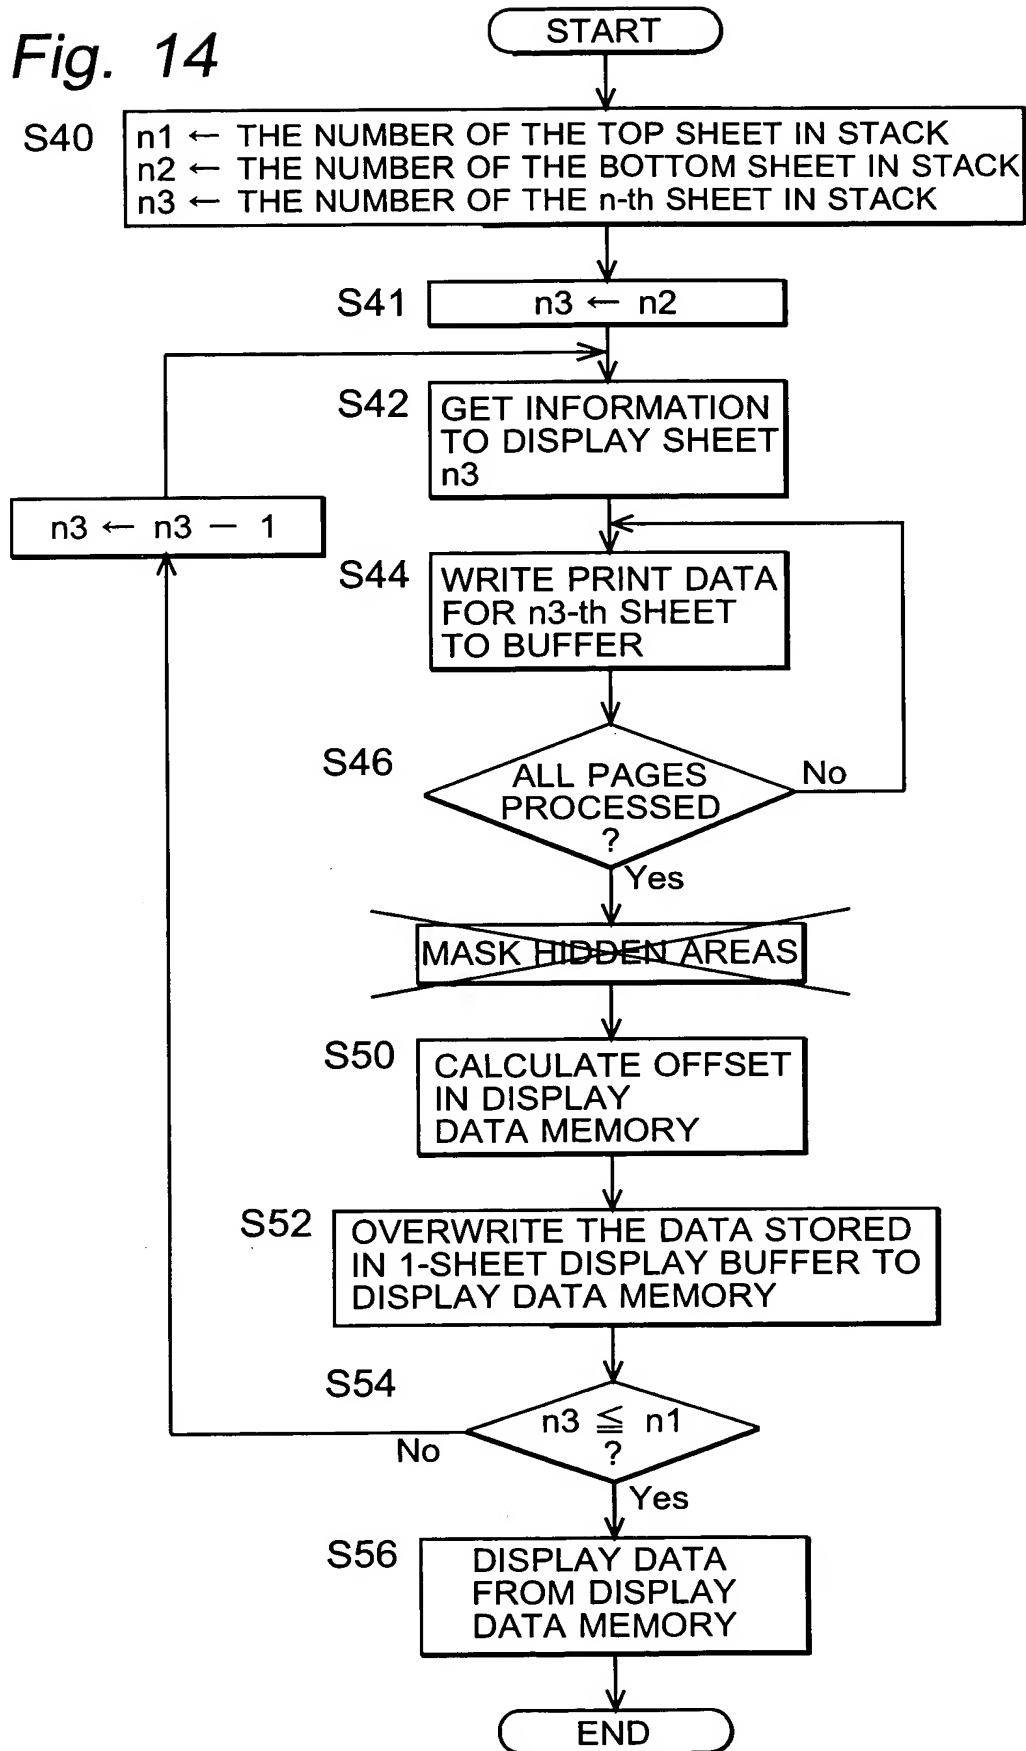 Fig. 14
START
S40
n1 ← THE NUMBER OF THE TOP SHEET IN STACK
n2 ← THE NUMBER OF THE BOTTOM SHEET IN STACK
n3 ← THE NUMBER OF THE n-th SHEET IN STACK
S41
n3 ← n2
S42
GET INFORMATION
TO DISPLAY SHEET
n3
n3 ← n3 − 1
S44
WRITE PRINT DATA
FOR n3-th SHEET
TO BUFFER
S46
ALL PAGES
PROCESSED
?
No
Yes
MASK HIDDEN AREAS
S50
CALCULATE OFFSET
IN DISPLAY
DATA MEMORY
S52
OVERWRITE THE DATA STORED
IN 1-SHEET DISPLAY BUFFER TO
DISPLAY DATA MEMORY
S54
n3 ≦ n1
?
No
Yes
S56
DISPLAY DATA
FROM DISPLAY
DATA MEMORY
END